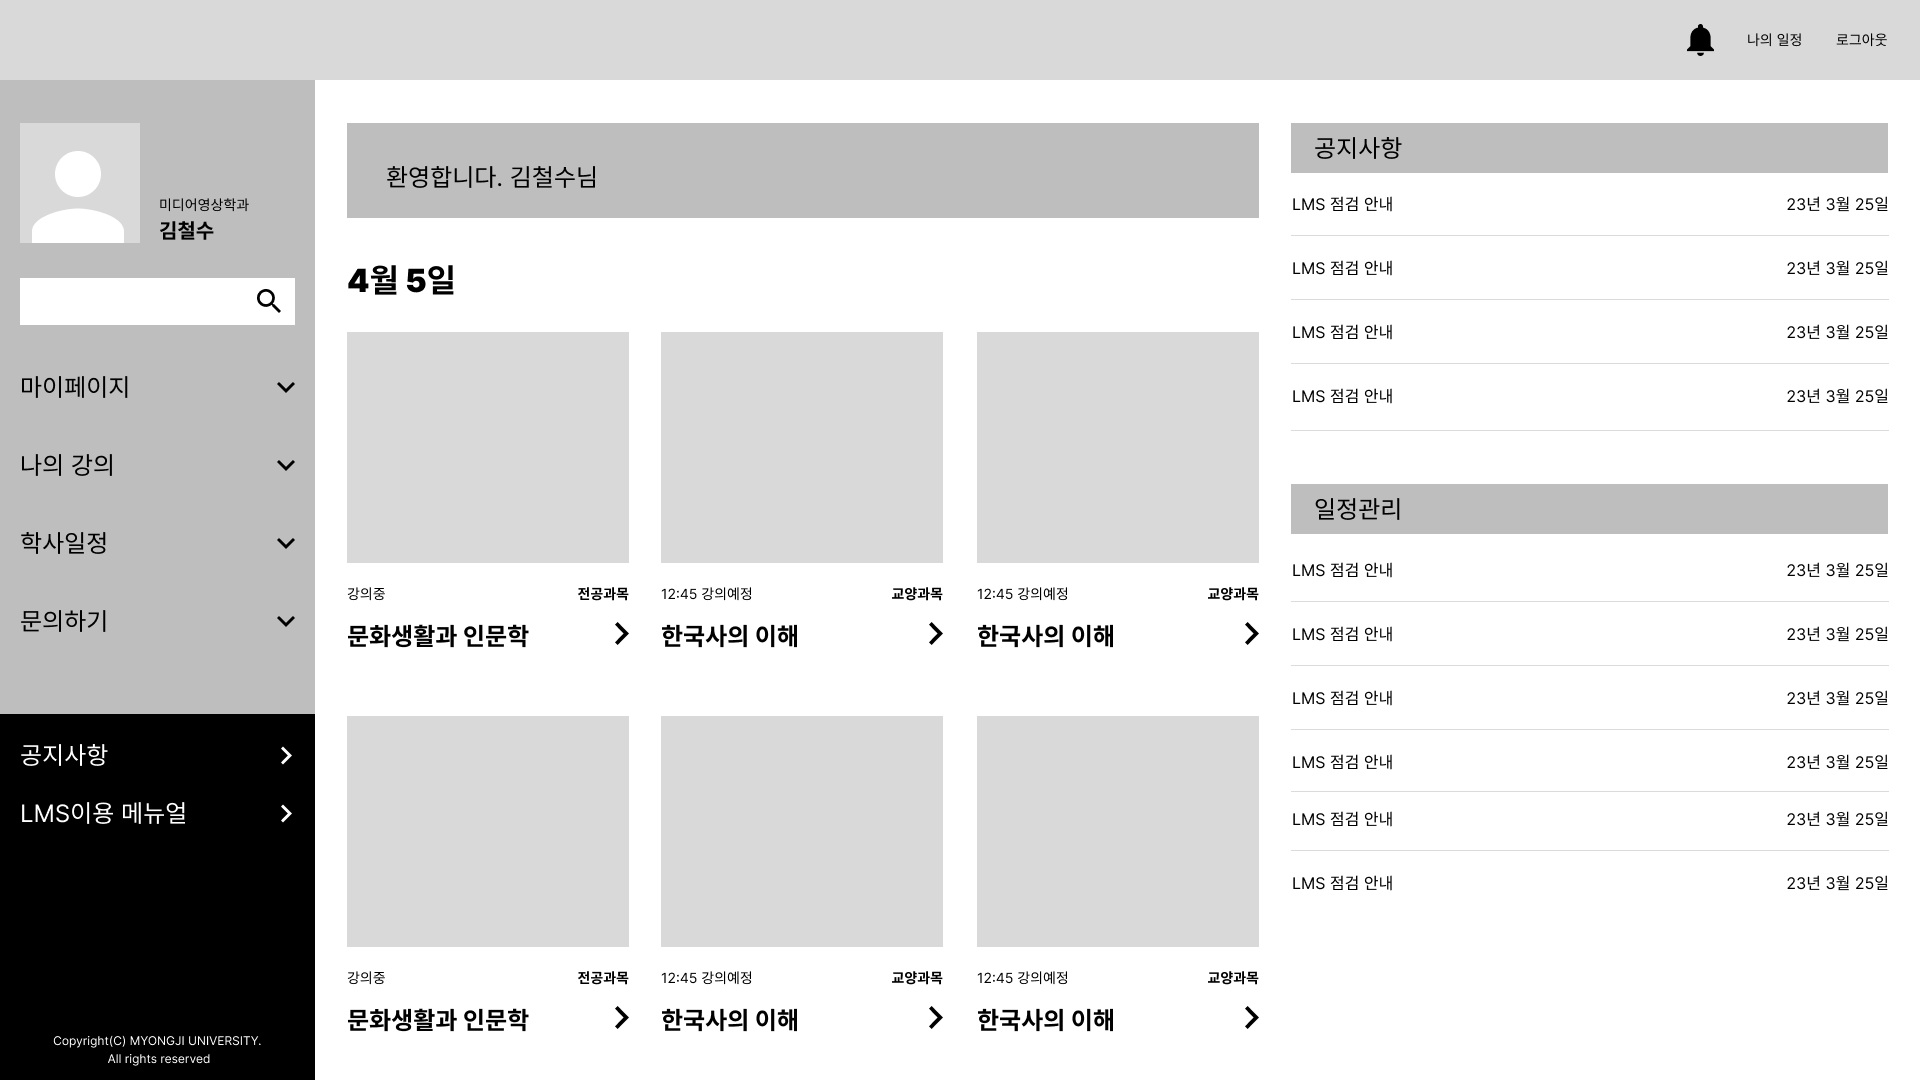 나의 일정
로그아웃
미디어영상학과
김철수
마이페이지
나의 강의
학사일정
문의하기
공지사항
LMS이용 메뉴얼
Copyright(C) MYONGJI UNIVERSITY.
All rights reserved
환영합니다. 김철수님
4월 5일
강의중 전공과목
문화생활과 인문학
12:45 강의예정 교양과목
한국사의 이해
12:45 강의예정 교양과목
한국사의 이해
강의중 전공과목
문화생활과 인문학
12:45 강의예정 교양과목
한국사의 이해
12:45 강의예정 교양과목
한국사의 이해
공지사항
LMS 점검 안내 23년 3월 25일
LMS 점검 안내 23년 3월 25일
LMS 점검 안내 23년 3월 25일
LMS 점검 안내 23년 3월 25일
일정관리
LMS 점검 안내 23년 3월 25일
LMS 점검 안내 23년 3월 25일
LMS 점검 안내 23년 3월 25일
LMS 점검 안내 23년 3월 25일
LMS 점검 안내 23년 3월 25일
LMS 점검 안내 23년 3월 25일